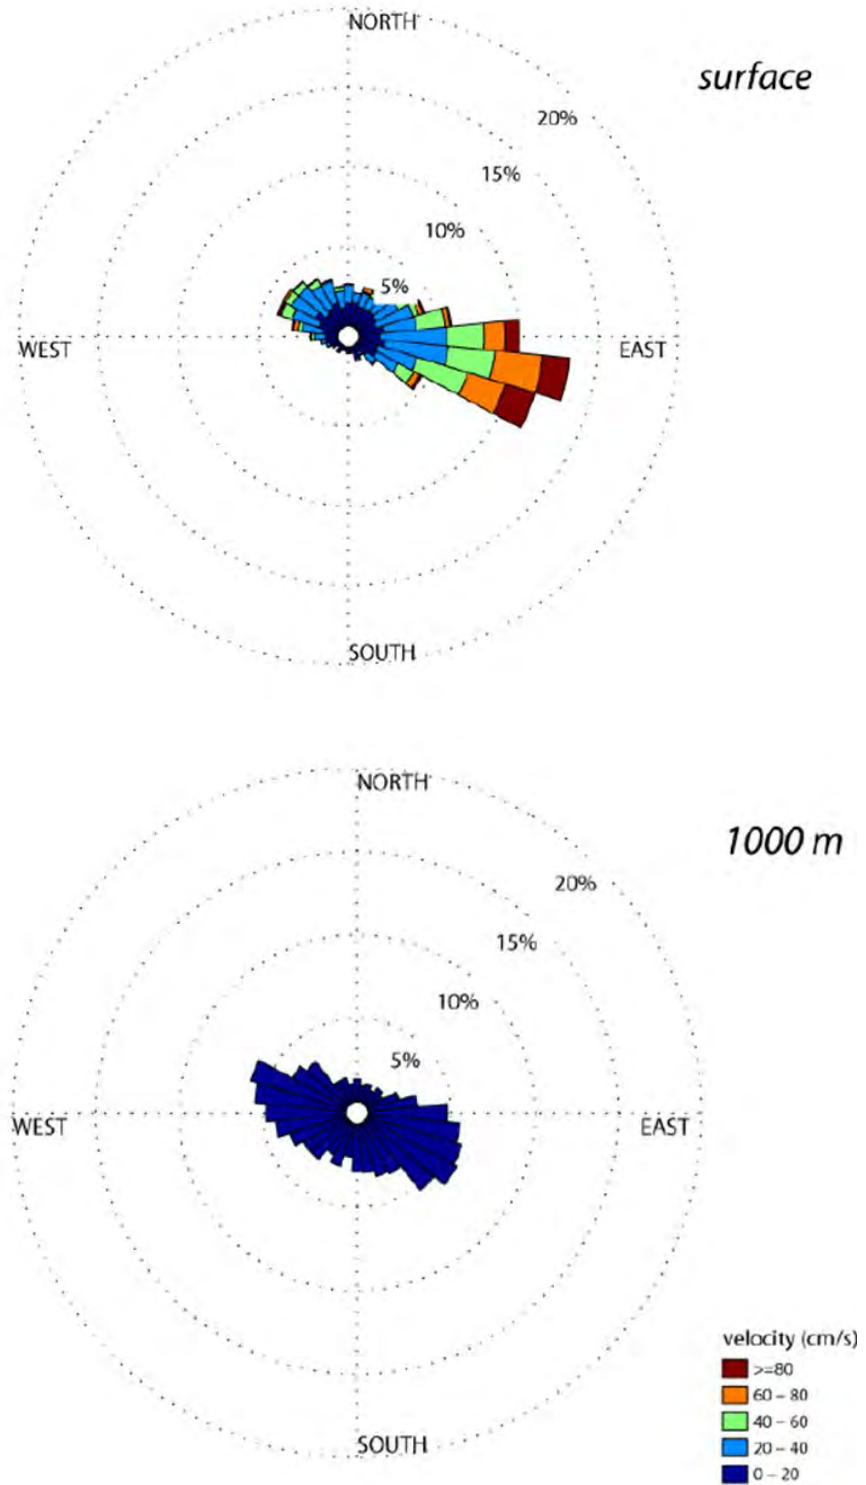 NORTH
surface
20%
15%
10%
5%
WEST
EAST
SOUTH
NORTH
1000 m
20%
15%
10%
5%
WEST
EAST
velocity (cm/s)
>=80
60 – 80
40 – 60
SOUTH
20 – 40
0 – 20